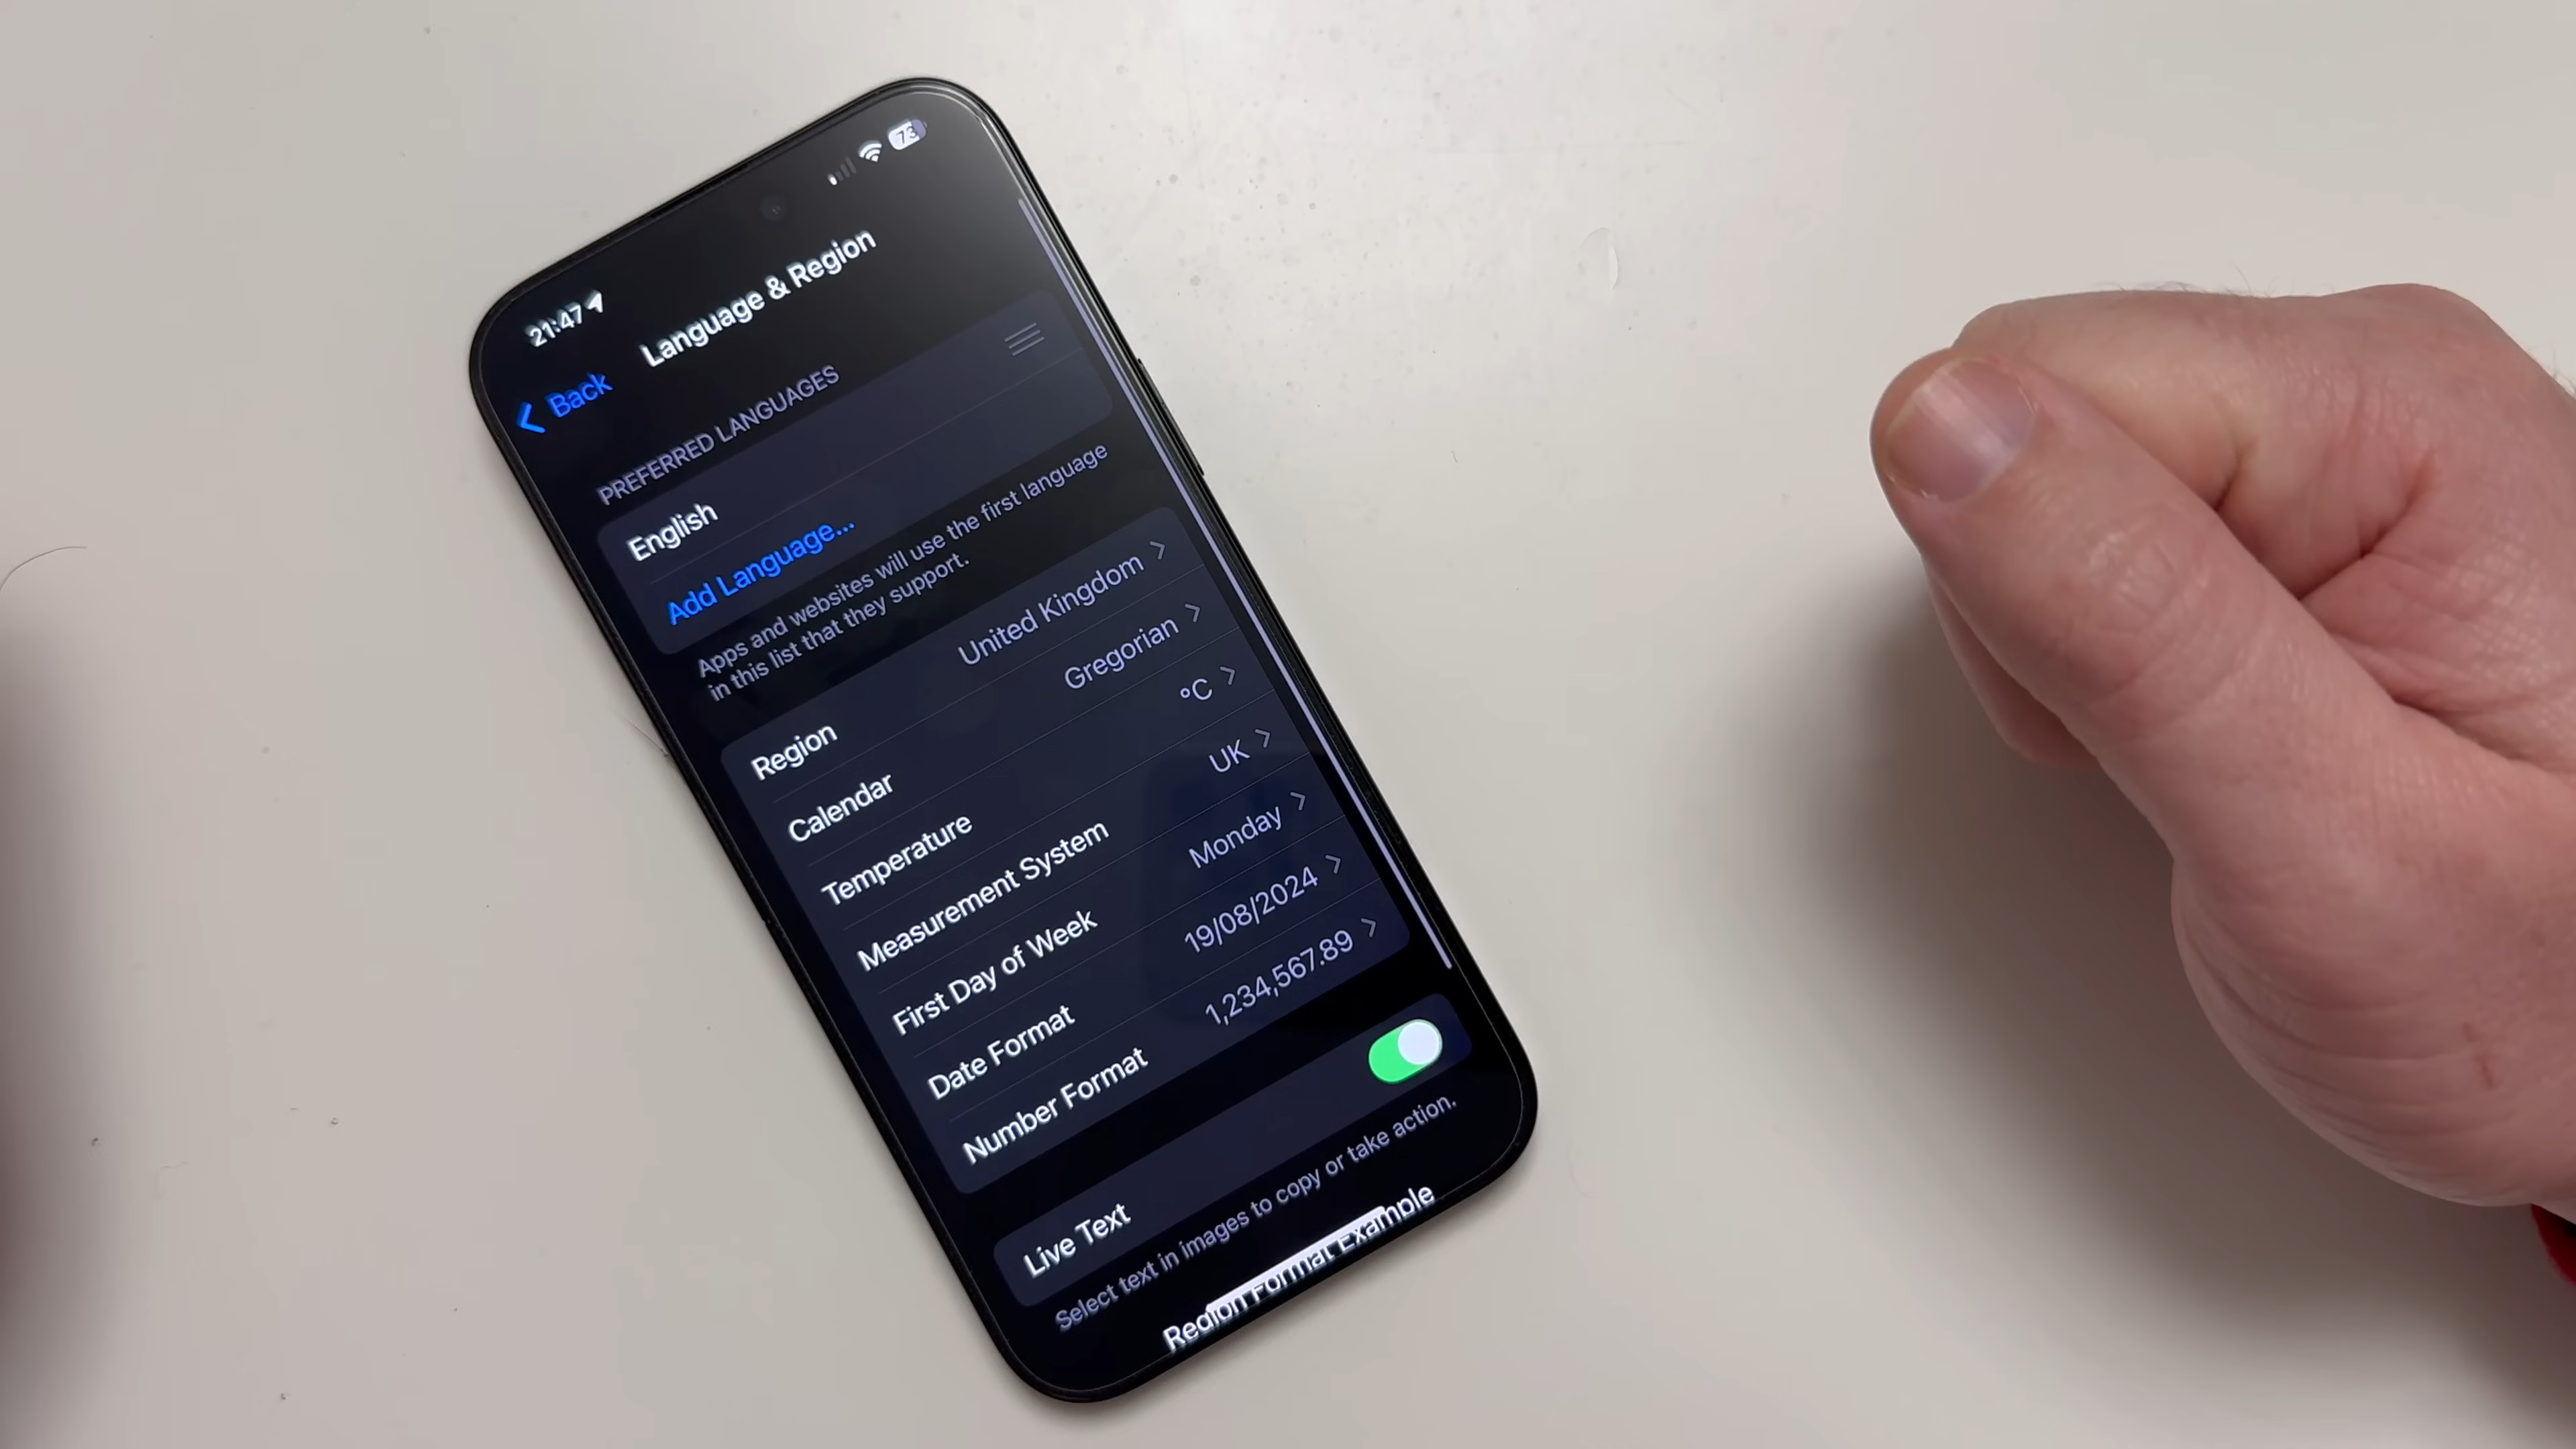 21:47
73
Back
Language & Region
PREFERRED LANGUAGES
English
Add Language...
Apps and websites will use the first language
in this list that they support.
Region United Kingdom
Calendar Gregorian
Temperature °C
Measurement System UK
First Day of Week Monday
Date Format 19/08/2024
Number Format 1,234,567.89
Live Text
Select text in images to copy or take action.
Region Format Example